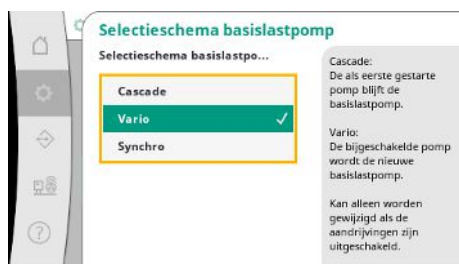 Selectieschema basislastpomp
Selectieschema basislastpo...
Cascade
Vario
Synchro
Cascade:
De als eerste gestarte
pomp blijft de
basislastpomp.
Vario:
De bijgeschakelde pomp
wordt de nieuwe
basislastpomp.
Kan alleen worden
gewijzigd als de
aandrijvingen zijn
uitgeschakeld.